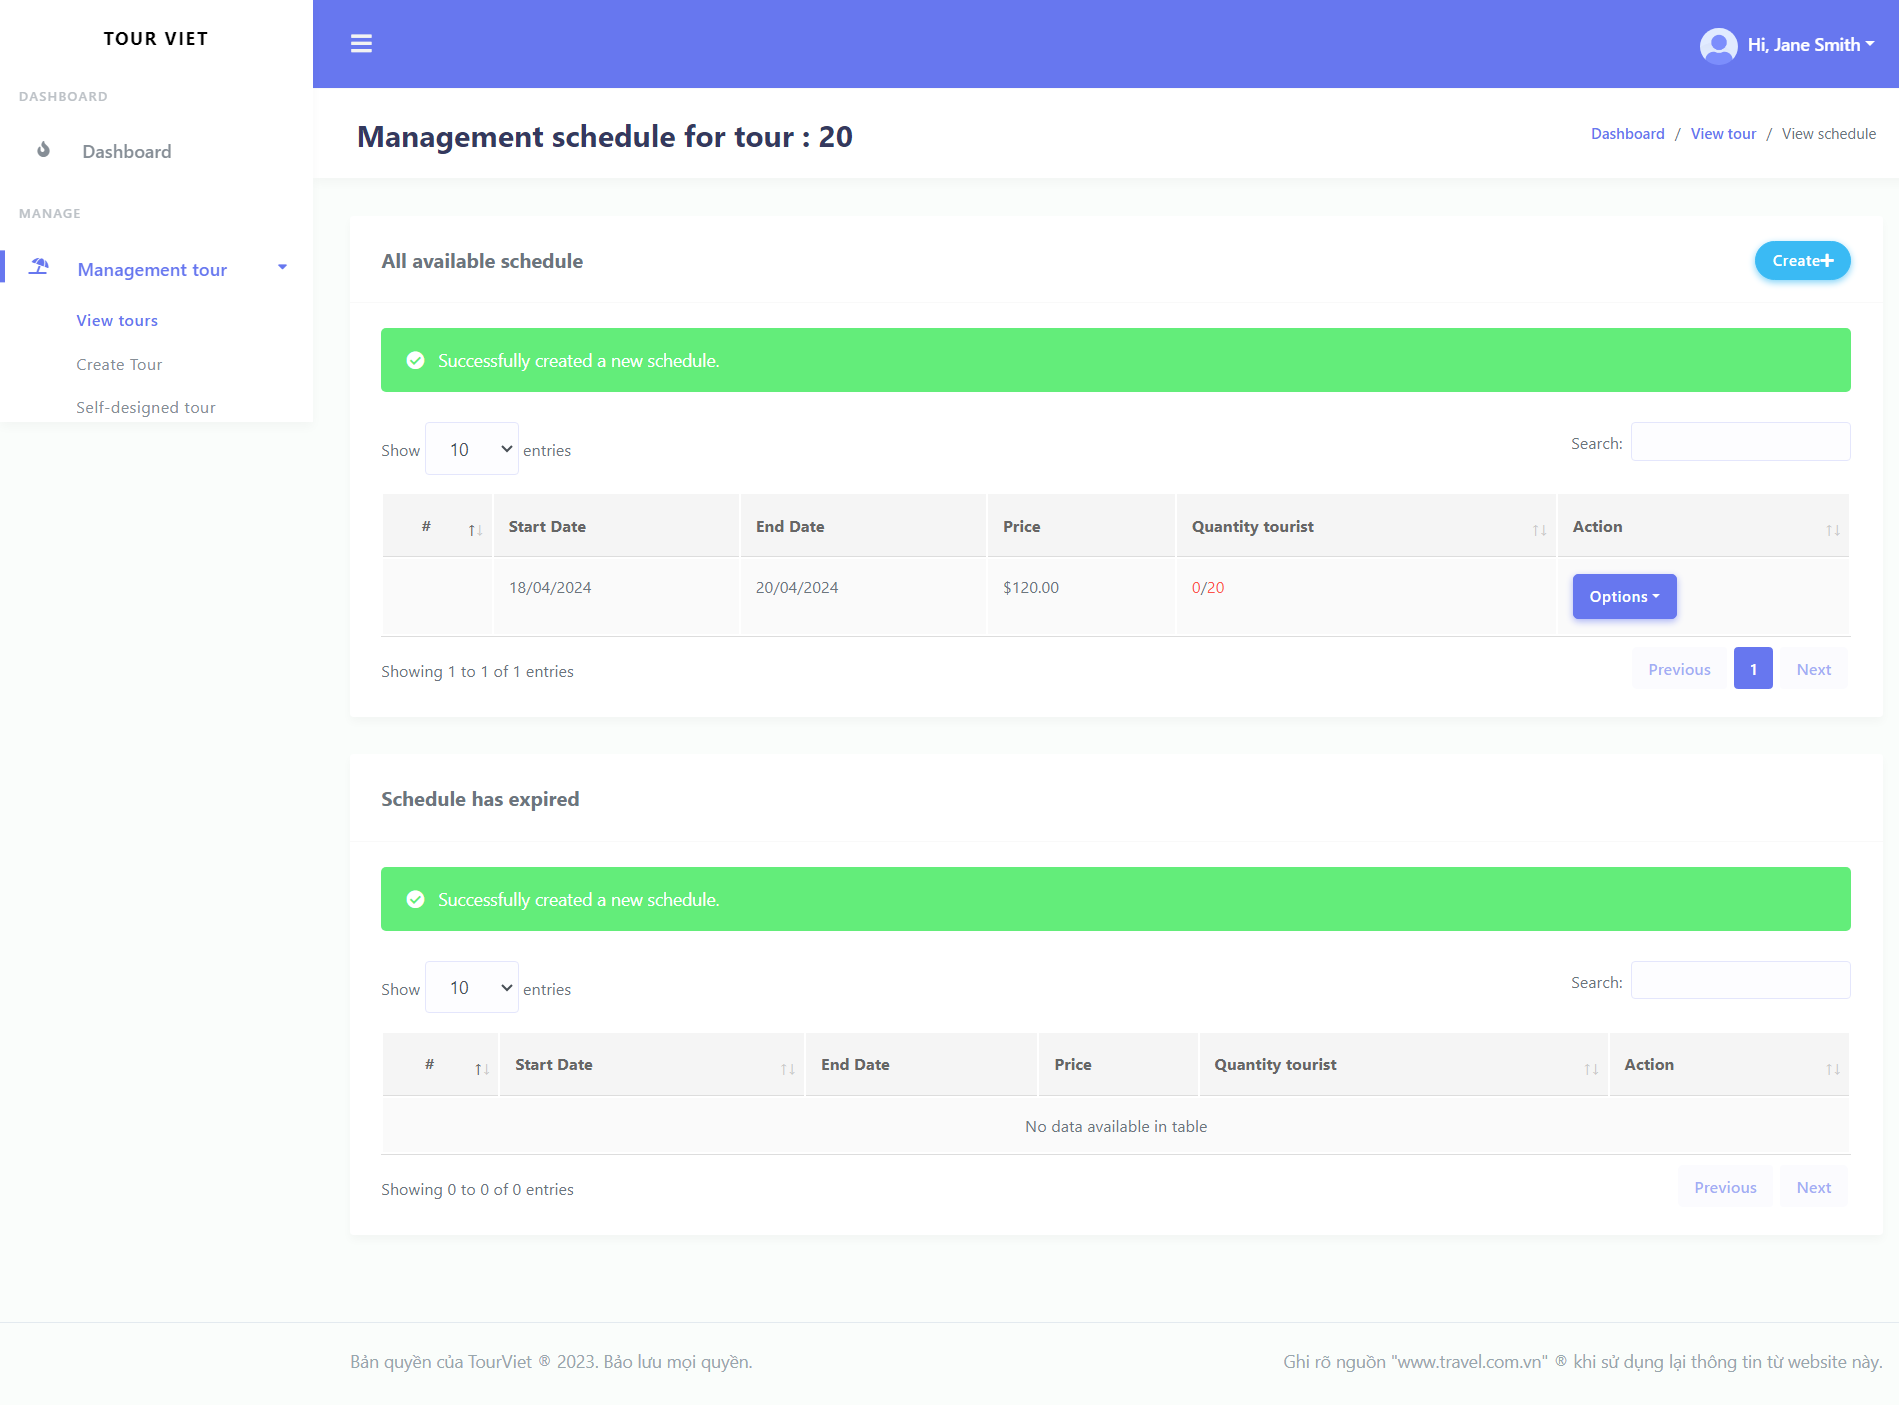 TOUR VIET
Hi, Jane Smith
DASHBOARD
Dashboard
MANAGE
Management tour
View tours
Create Tour
Self-designed tour
Management schedule for tour : 20
Dashboard / View tour / View schedule
All available schedule
Create
Successfully created a new schedule.
Show 10 entries
Search:
# Start Date End Date Price Quantity tourist Action
18/04/2024 20/04/2024 $120.00 0/20 Options
Showing 1 to 1 of 1 entries
Previous 1 Next
Schedule has expired
Successfully created a new schedule.
Show 10 entries
Search:
# Start Date End Date Price Quantity tourist Action
No data available in table
Showing 0 to 0 of 0 entries
Previous Next
Bản quyền của TourViet ® 2023. Bảo lưu mọi quyền.
Ghi rõ nguồn "www.travel.com.vn" ® khi sử dụng lại thông tin từ website này.